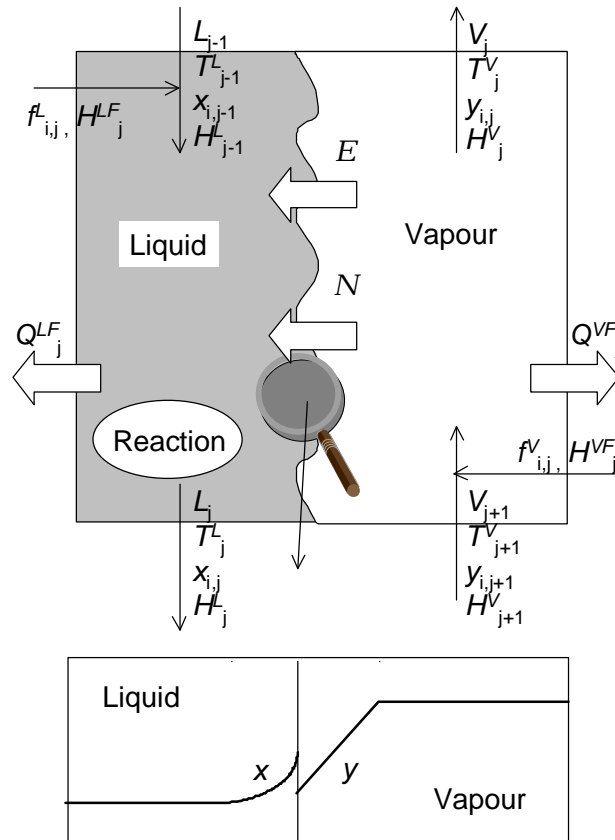 L_{j-1}
T^L_{j-1}
x_{i,j-1}
H^L_{j-1}
f^L_{i,j} , H^{LF}_j
V_j
T^V_j
y_{i,j}
H^V_j
E
Liquid
Vapour
N
Q^{LF}_j
Q^{VF}
Reaction
f^V_{i,j}, H^{VF}_j
L_j
T^L_j
x_{i,j}
H^L_j
V_{j+1}
T^V_{j+1}
y_{i,j+1}
H^V_{j+1}
Liquid
x
y
Vapour